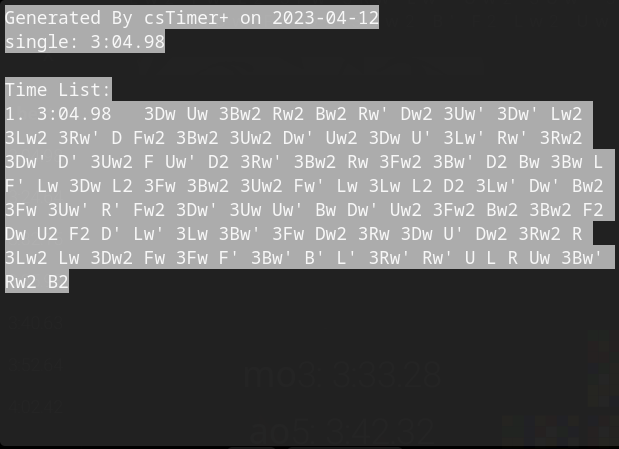 Generated By csTimer+ on 2023-04-12
single: 3:04.98
Time List:
1. 3:04.98   3Dw Uw 3Bw2 Rw2 Bw2 Rw' Dw2 3Uw' 3Dw' Lw2
3Lw2 3Rw' D Fw2 3Bw2 3Uw2 Dw' Uw2 3Dw U' 3Lw' Rw' 3Rw2
3Dw' D' 3Uw2 F Uw' D2 3Rw' 3Bw2 Rw 3Fw2 3Bw' D2 Bw 3Bw L
F' Lw 3Dw L2 3Fw 3Bw2 3Uw2 Fw' Lw 3Lw L2 D2 3Lw' Dw' Bw2
3Fw 3Uw' R' Fw2 3Dw' 3Uw Uw' Bw Dw' Uw2 3Fw2 Bw2 3Bw2 F2
Dw U2 F2 D' Lw' 3Lw 3Bw' 3Fw Dw2 3Rw 3Dw U' Dw2 3Rw2 R
3Lw2 Lw 3Dw2 Fw 3Fw F' 3Bw' B' L' 3Rw' Rw' U L R Uw 3Bw'
Rw2 B2
mo3: 3:33.28
ao5: 3:42.32